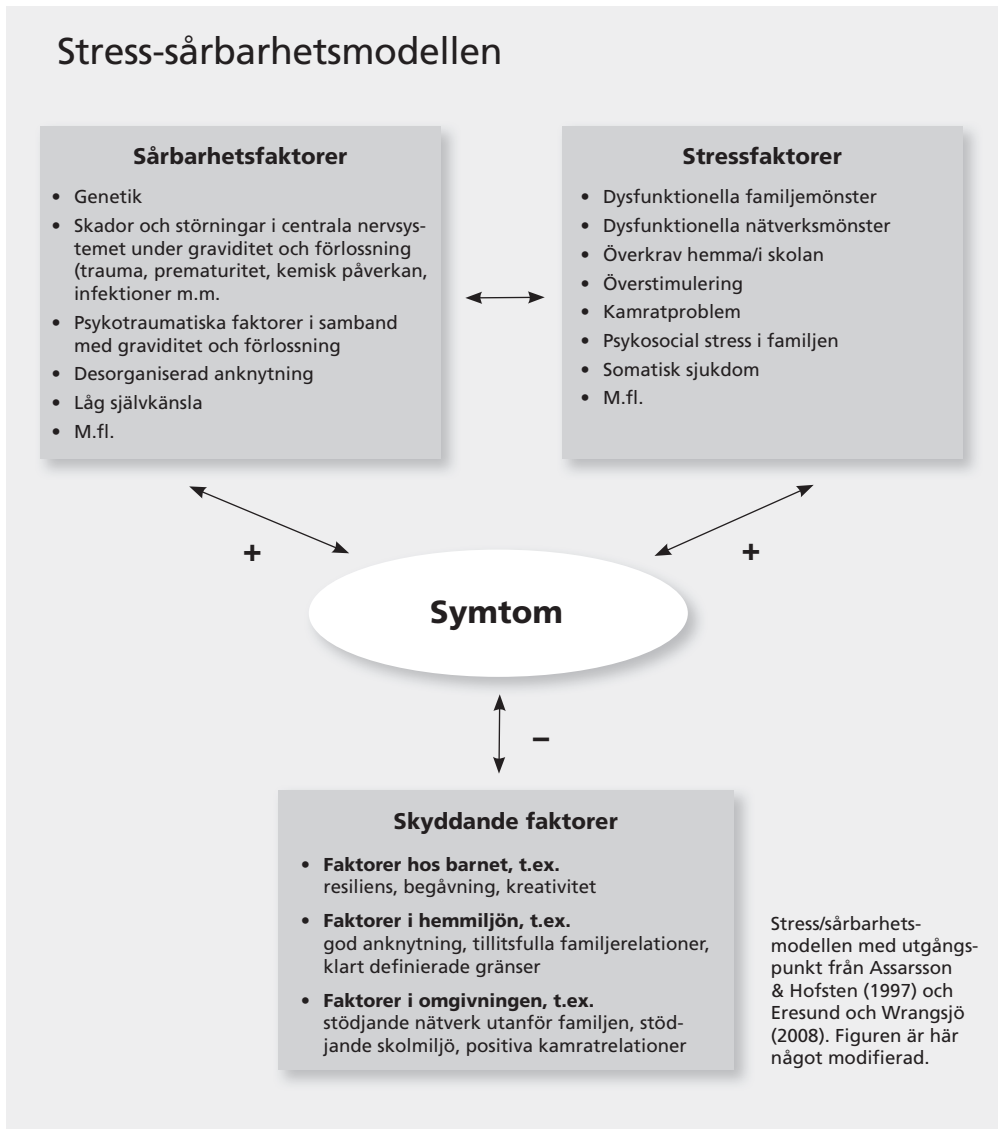 Stress-sårbarhetsmodellen
Sårbarhetsfaktorer
• Genetik
• Skador och störningar i centrala nervsys-
temet under graviditet och förlossning
(trauma, prematuritet, kemisk påverkan,
infektioner m.m.
• Psykotraumatiska faktorer i samband
med graviditet och förlossning
• Desorganiserad anknytning
• Låg självkänsla
• M.fl.
Stressfaktorer
• Dysfunktionella familjemönster
• Dysfunktionella nätverksmönster
• Överkrav hemma/i skolan
• Överstimulering
• Kamratproblem
• Psykosocial stress i familjen
• Somatisk sjukdom
• M.fl.
+
+
Symtom
–
Skyddande faktorer
• Faktorer hos barnet, t.ex.
resiliens, begåvning, kreativitet
• Faktorer i hemmiljön, t.ex.
god anknytning, tillitsfulla familjerelationer,
klart definierade gränser
• Faktorer i omgivningen, t.ex.
stödjande nätverk utanför familjen, stöd-
jande skolmiljö, positiva kamratrelationer
Stress/sårbarhets-
modellen med utgångs-
punkt från Assarsson
& Hofsten (1997) och
Eresund och Wrangsjö
(2008). Figuren är här
något modifierad.